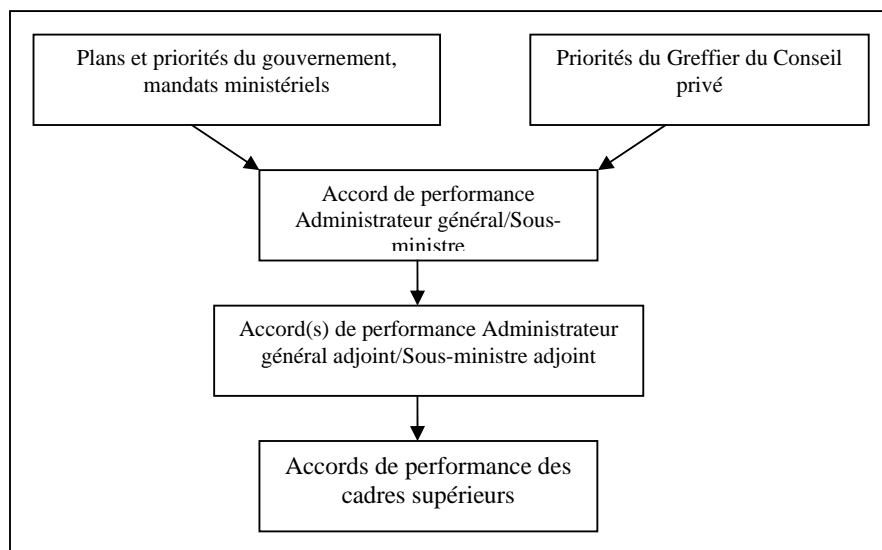 Plans et priorités du gouvernement,
mandats ministériels
Priorités du Greffier du Conseil
privé
Accord de performance
Administrateur général/Sous-
ministre
Accord(s) de performance Administrateur
général adjoint/Sous-ministre adjoint
Accords de performance des
cadres supérieurs